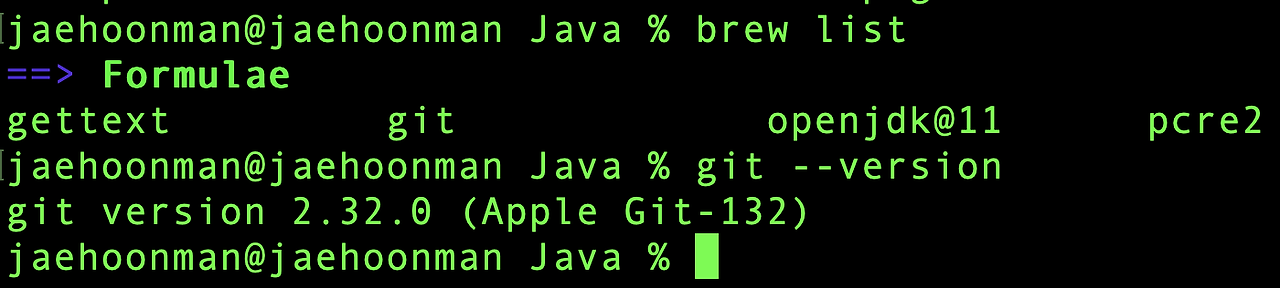 jaehoonman@jaehoonman Java % brew list
==> Formulae
gettext git openjdk@11 pcre2
jaehoonman@jaehoonman Java % git --version
git version 2.32.0 (Apple Git-132)
jaehoonman@jaehoonman Java %